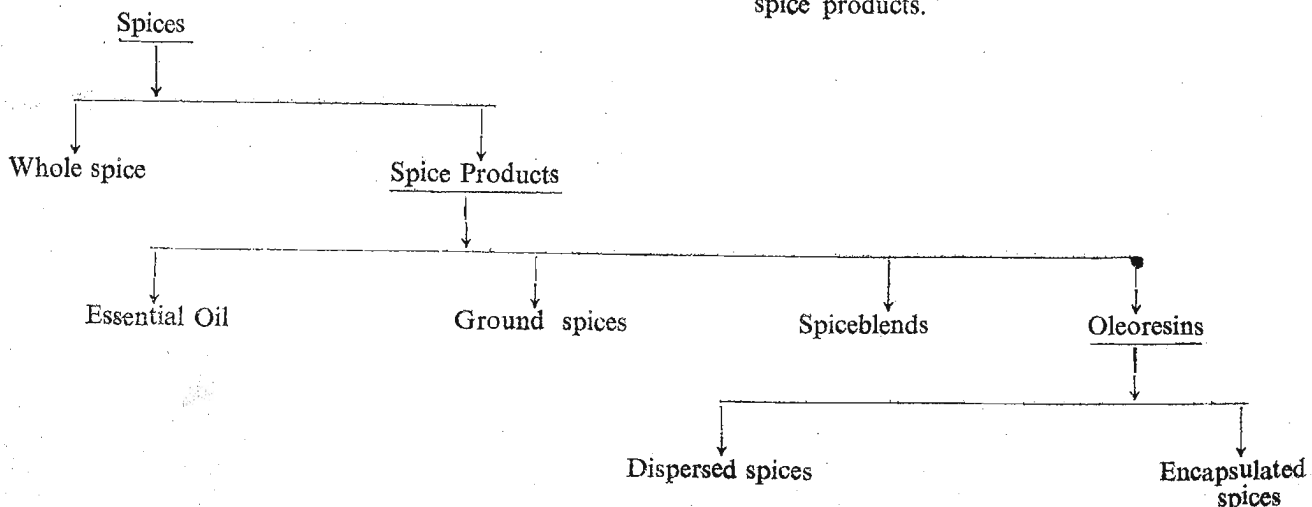 spice products.
Spices
Whole spice
Spice Products
Essential Oil
Ground spices
Spiceblends
Oleoresins
Dispersed spices
Encapsulated
spices